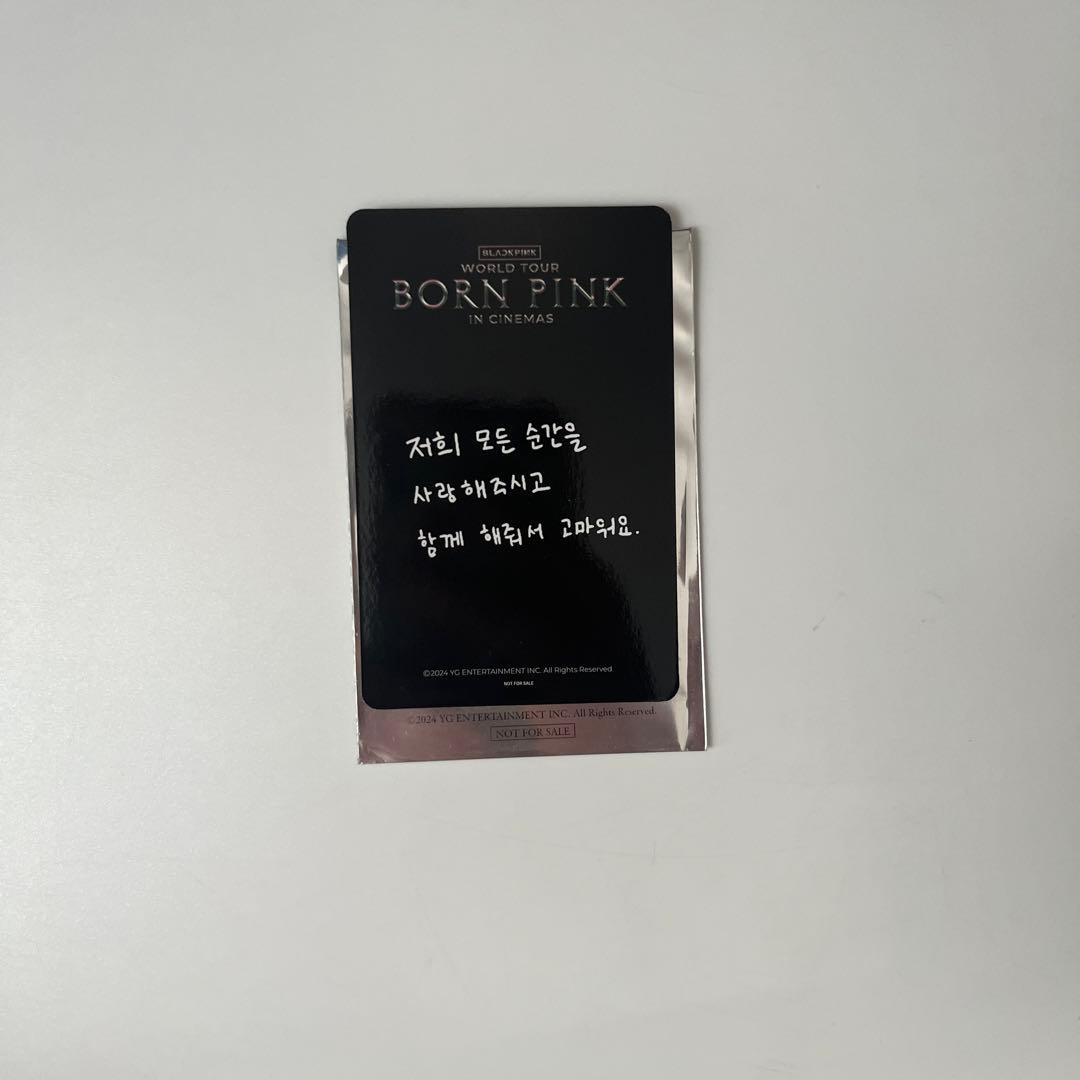 BLACKPINK
WORLD TOUR
BORN PINK
IN CINEMAS
저희 모든 순간을
사랑해주시고
함께 해줘서 고마워요.
©2024 YG ENTERTAINMENT INC. All Rights Reserved.
NOT FOR SALE
©2024 YG ENTERTAINMENT INC. All Rights Reserved.
NOT FOR SALE